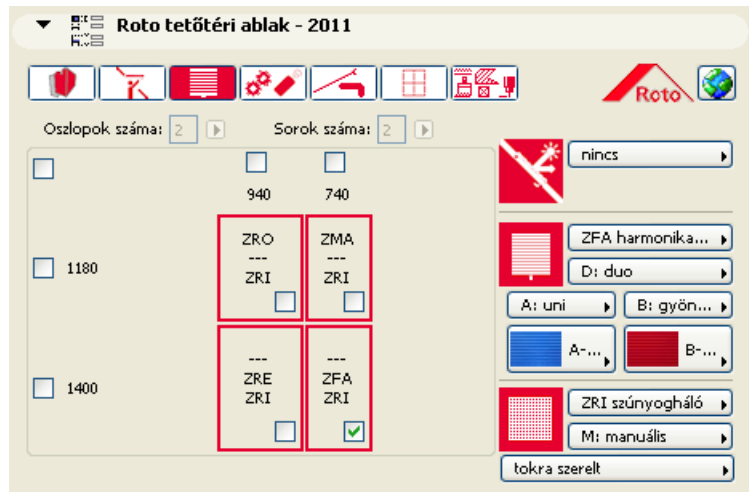 Roto tetőtéri ablak - 2011
Roto
Oszlopok száma: 2 Sorok száma: 2
nincs
940 740
1180
ZRO
---
ZRI
ZMA
---
ZRI
ZFA harmonika...
D: duo
A: uni B: gyön...
A-... B-...
1400
---
ZRE
ZRI
---
ZFA
ZRI
ZRI szúnyogháló
M: manuális
tokra szerelt